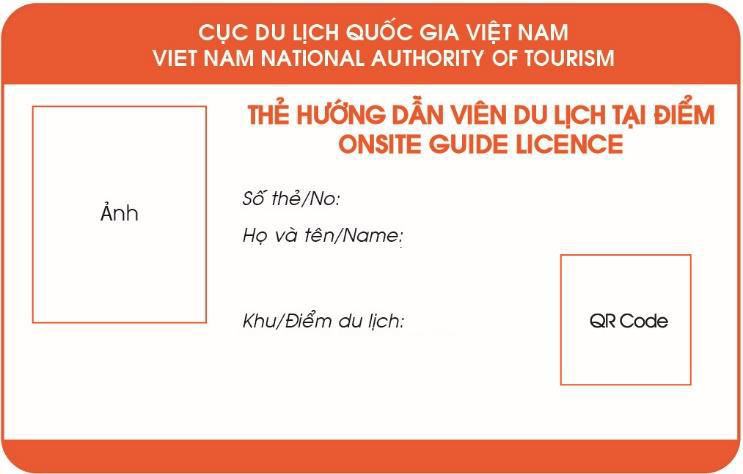 CỤC DU LỊCH QUỐC GIA VIỆT NAM
VIET NAM NATIONAL AUTHORITY OF TOURISM
THẺ HƯỚNG DẪN VIÊN DU LỊCH TẠI ĐIỂM
ONSITE GUIDE LICENCE
Ảnh
Số thẻ/No:
Họ và tên/Name:
Khu/Điểm du lịch:
QR Code